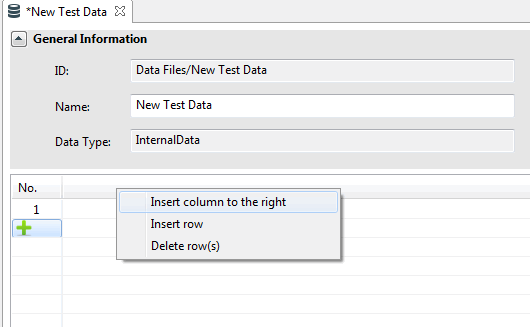 *New Test Data
General Information
ID: Data Files/New Test Data
Name: New Test Data
Data Type: InternalData
No.
1
Insert column to the right
Insert row
Delete row(s)